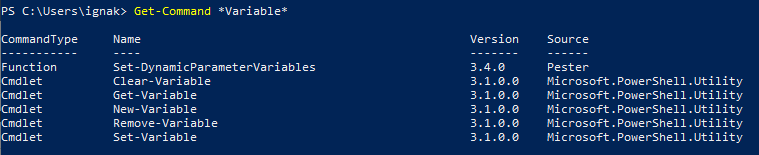 PS C:\Users\ignak> Get-Command *Variable*
CommandType Name Version Source
----------- ---- ------- ------
Function Set-DynamicParameterVariables 3.4.0 Pester
Cmdlet Clear-Variable 3.1.0.0 Microsoft.PowerShell.Utility
Cmdlet Get-Variable 3.1.0.0 Microsoft.PowerShell.Utility
Cmdlet New-Variable 3.1.0.0 Microsoft.PowerShell.Utility
Cmdlet Remove-Variable 3.1.0.0 Microsoft.PowerShell.Utility
Cmdlet Set-Variable 3.1.0.0 Microsoft.PowerShell.Utility